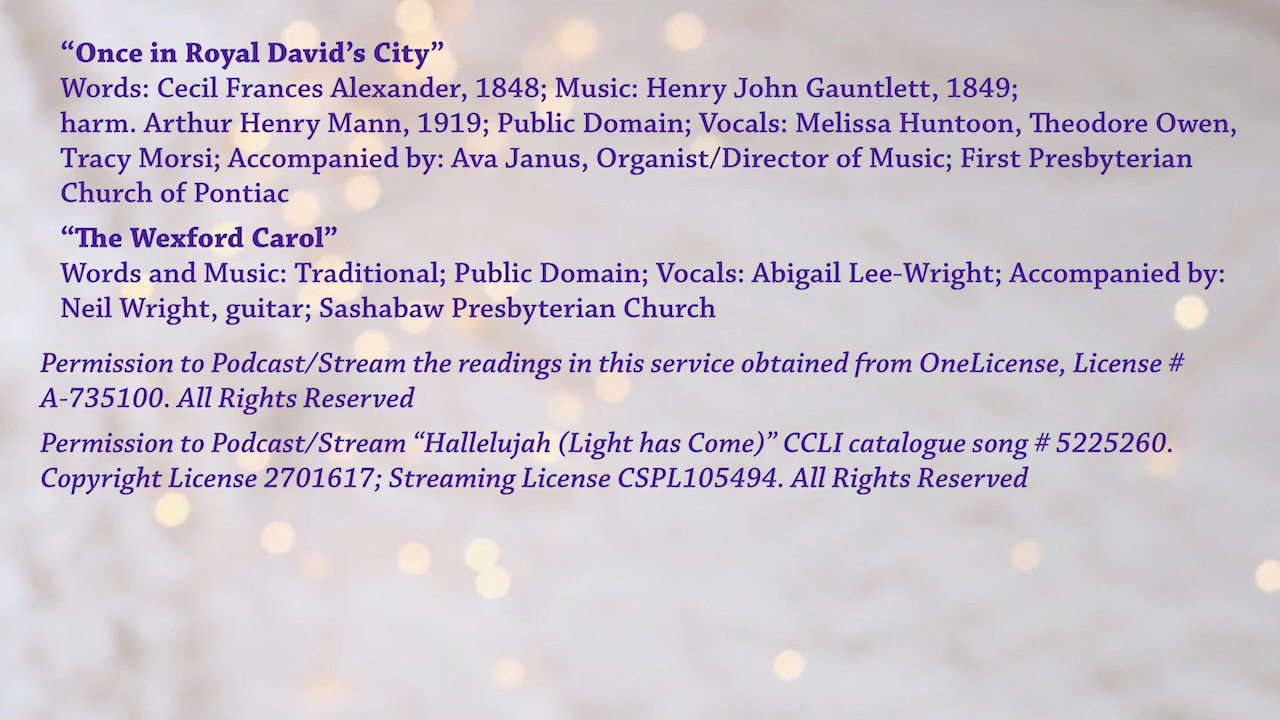 “Once in Royal David’s City”
Words: Cecil Frances Alexander, 1848; Music: Henry John Gauntlett, 1849;
harm. Arthur Henry Mann, 1919; Public Domain; Vocals: Melissa Huntoon, Theodore Owen,
Tracy Morsi; Accompanied by: Ava Janus, Organist/Director of Music; First Presbyterian
Church of Pontiac
“The Wexford Carol”
Words and Music: Traditional; Public Domain; Vocals: Abigail Lee-Wright; Accompanied by:
Neil Wright, guitar; Sashabaw Presbyterian Church
Permission to Podcast/Stream the readings in this service obtained from OneLicense, License #
A-735100. All Rights Reserved
Permission to Podcast/Stream “Hallelujah (Light has Come)” CCLI catalogue song # 5225260.
Copyright License 2701617; Streaming License CSPL105494. All Rights Reserved